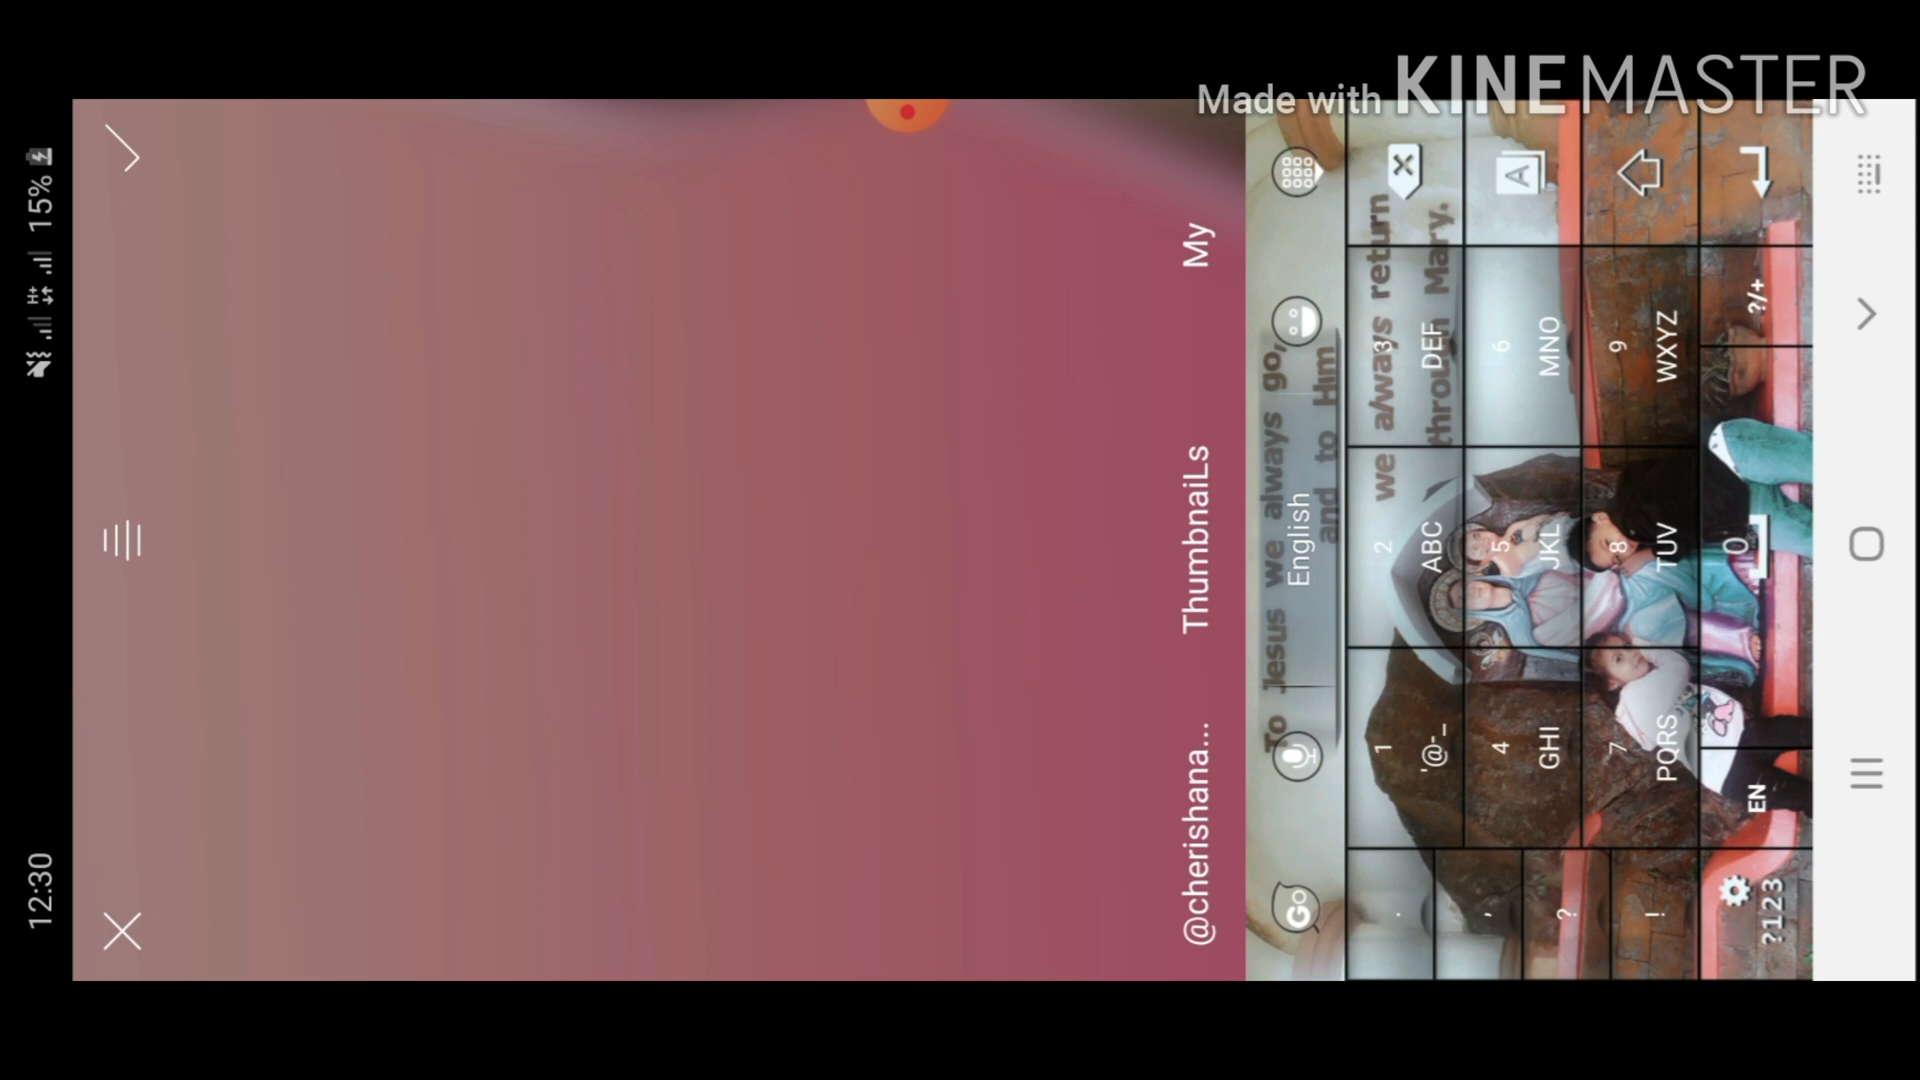 Made with KINEMASTER
12:30
15%
@cherishana... ThumbnaiLs My
English
To Jesus we always go,
and to Him
we always return
through Mary.
1 '@-_
2 ABC
3 DEF
4 GHI
5 JKL
6 MNO
7 PQRS
8 TUV
9 WXYZ
. , ? !
?123
EN
0
?/+
Go
A